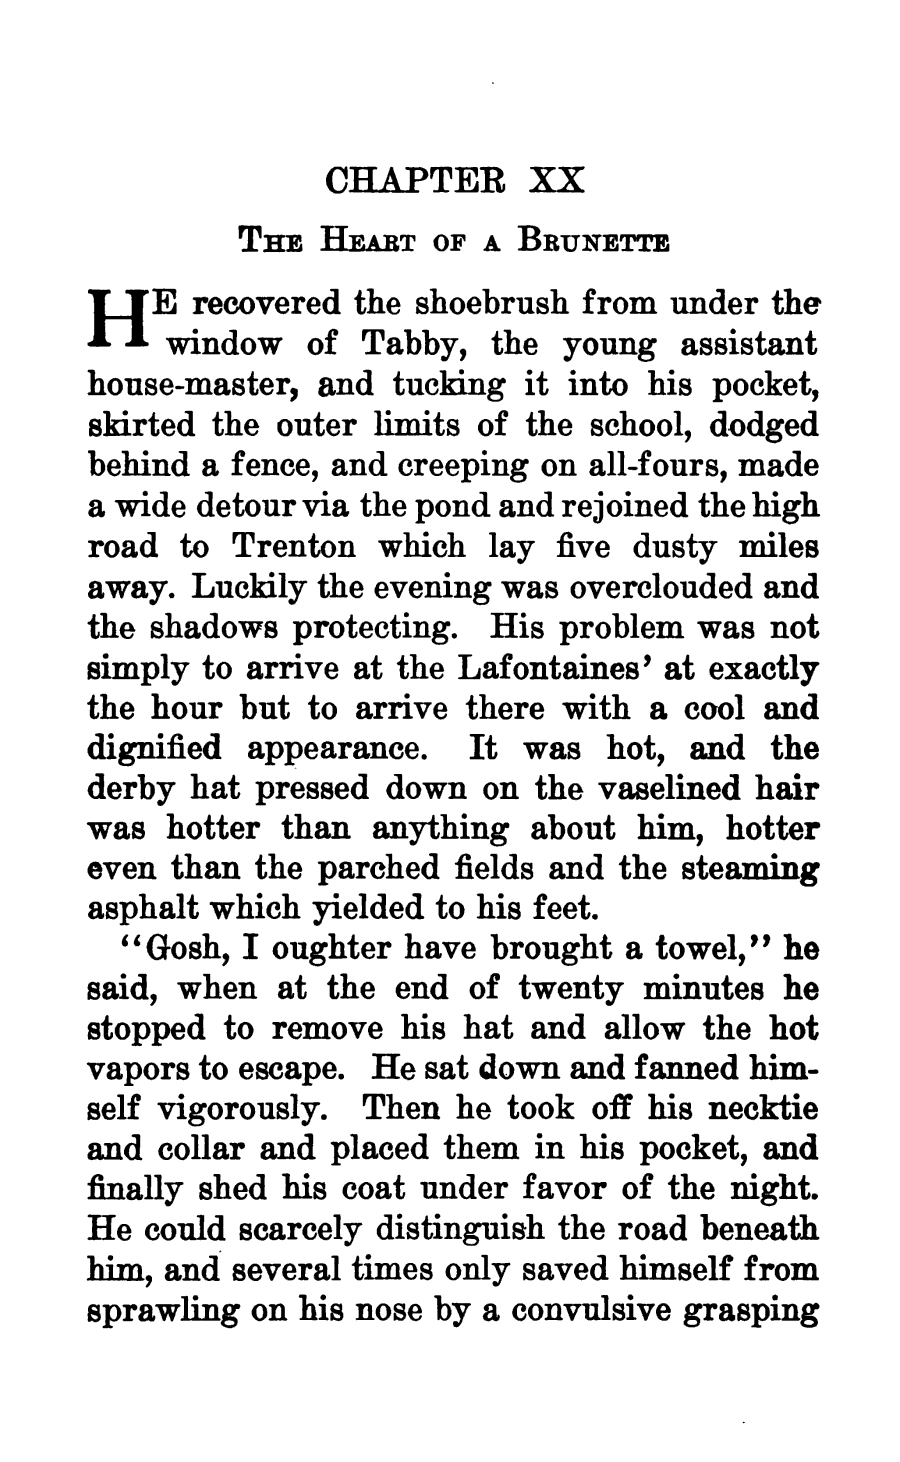 CHAPTER XX
THE HEART OF A BRUNETTE
HE recovered the shoebrush from under the
window of Tabby, the young assistant
house-master, and tucking it into his pocket,
skirted the outer limits of the school, dodged
behind a fence, and creeping on all-fours, made
a wide detour via the pond and rejoined the high
road to Trenton which lay five dusty miles
away. Luckily the evening was overclouded and
the shadows protecting. His problem was not
simply to arrive at the Lafontaines’ at exactly
the hour but to arrive there with a cool and
dignified appearance. It was hot, and the
derby hat pressed down on the vaselined hair
was hotter than anything about him, hotter
even than the parched fields and the steaming
asphalt which yielded to his feet.
“Gosh, I oughter have brought a towel,” he
said, when at the end of twenty minutes he
stopped to remove his hat and allow the hot
vapors to escape. He sat down and fanned him-
self vigorously. Then he took off his necktie
and collar and placed them in his pocket, and
finally shed his coat under favor of the night.
He could scarcely distinguish the road beneath
him, and several times only saved himself from
sprawling on his nose by a convulsive grasping